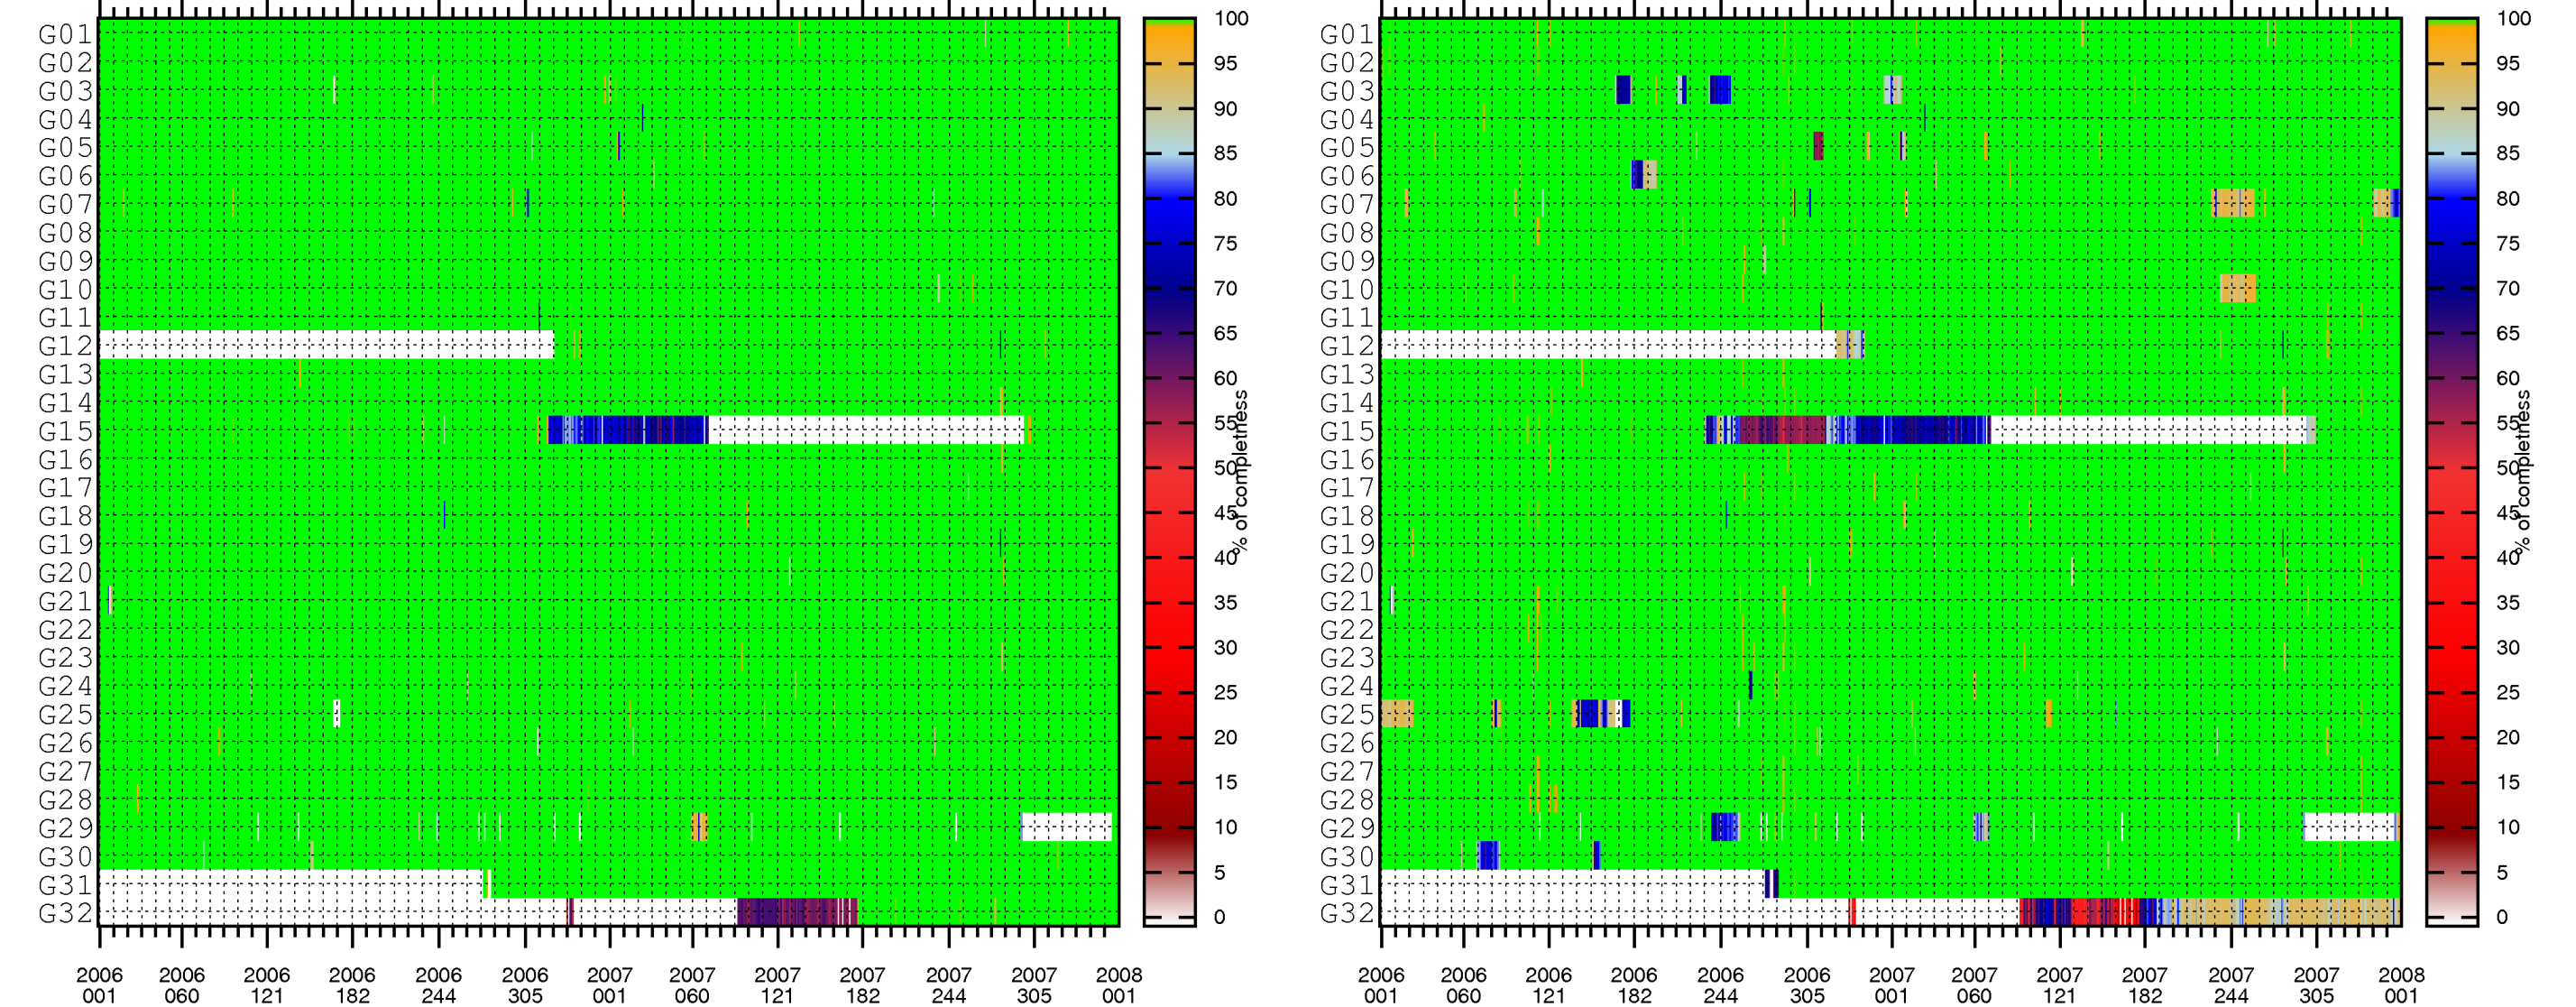 G01
G02
G03
G04
G05
G06
G07
G08
G09
G10
G11
G12
G13
G14
G15
G16
G17
G18
G19
G20
G21
G22
G23
G24
G25
G26
G27
G28
G29
G30
G31
G32
2006 2006 2006 2006 2006 2006 2007 2007 2007 2007 2007 2007 2008
001 060 121 182 244 305 001 060 121 182 244 305 001
100
95
90
85
80
75
70
65
60
55
50
45
40
35
30
25
20
15
10
5
0
% of completness
G01
G02
G03
G04
G05
G06
G07
G08
G09
G10
G11
G12
G13
G14
G15
G16
G17
G18
G19
G20
G21
G22
G23
G24
G25
G26
G27
G28
G29
G30
G31
G32
2006 2006 2006 2006 2006 2006 2007 2007 2007 2007 2007 2007 2008
001 060 121 182 244 305 001 060 121 182 244 305 001
100
95
90
85
80
75
70
65
60
55
50
45
40
35
30
25
20
15
10
5
0
% of completness